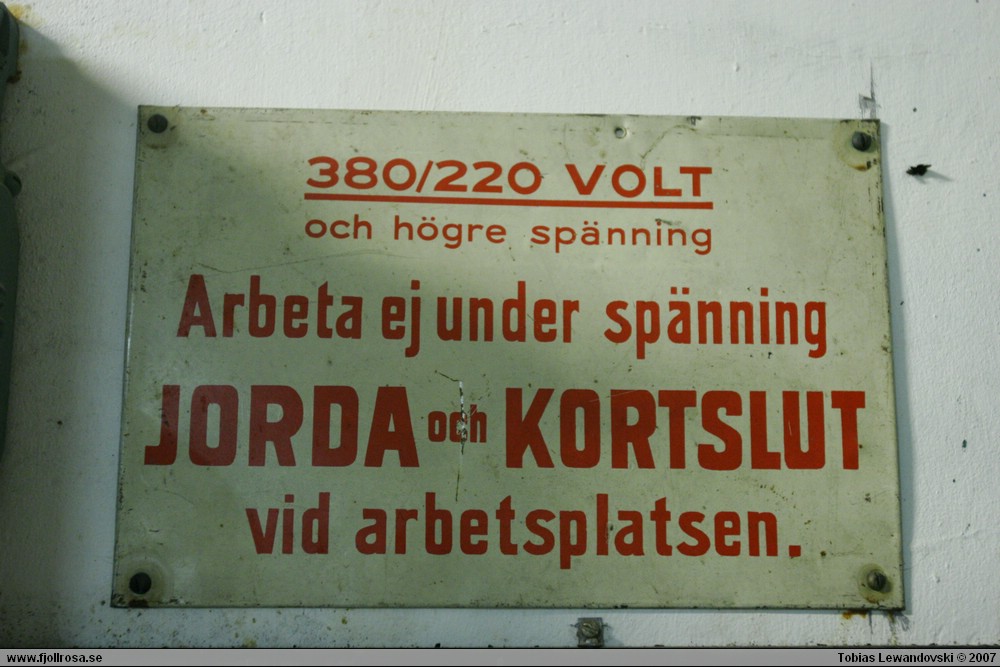 380/220 VOLT
och högre spänning
Arbeta ej under spänning
JORDA och KORTSLUT
vid arbetsplatsen.
www.fjollrosa.se
Tobias Lewandovski © 2007